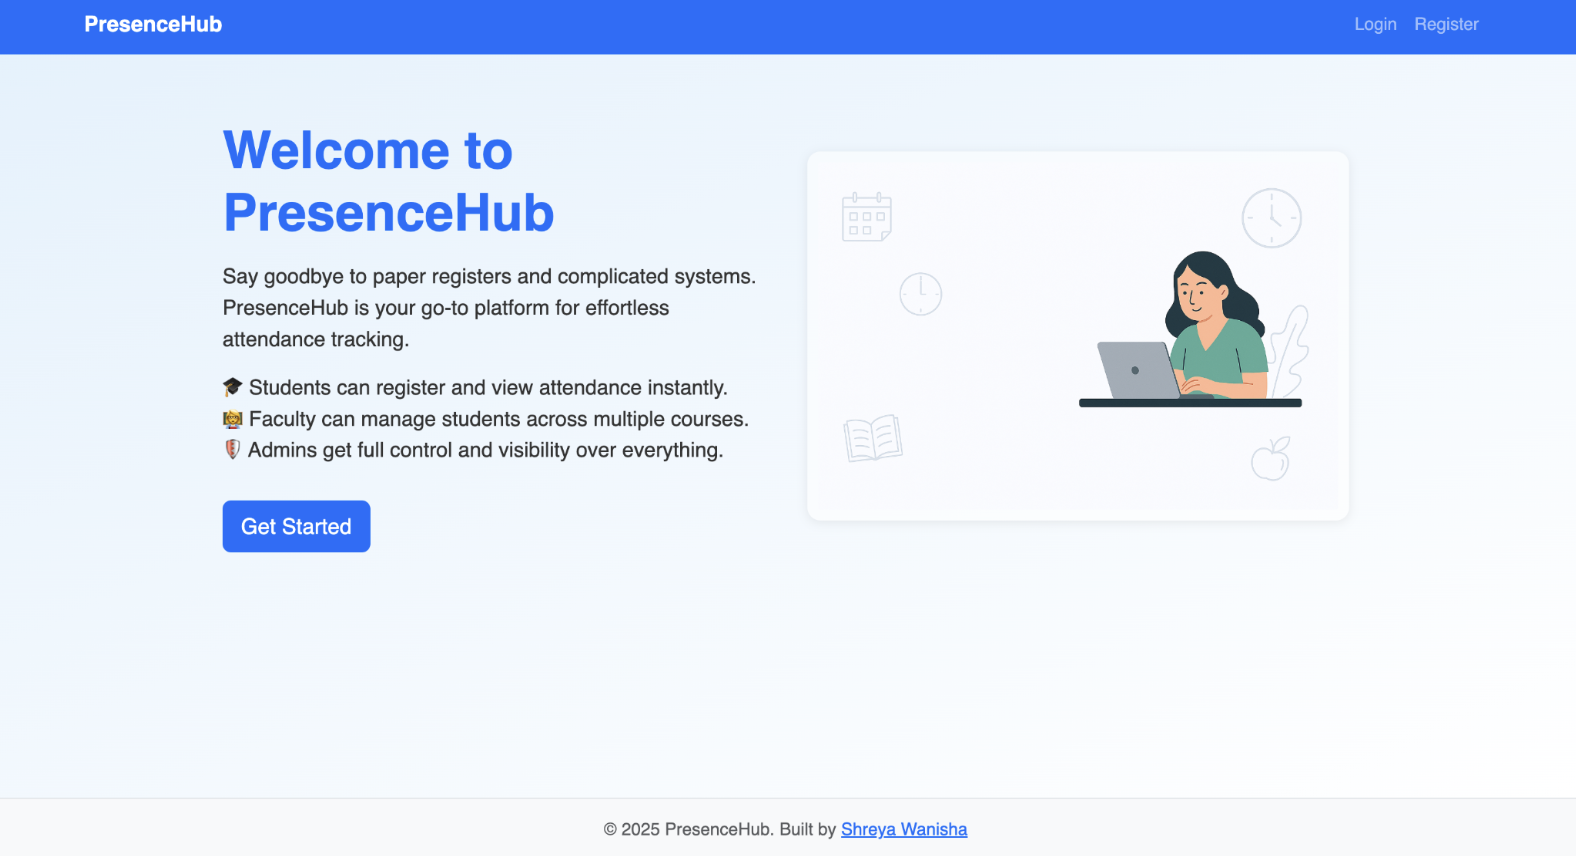 PresenceHub
Login Register
Welcome to
PresenceHub
Say goodbye to paper registers and complicated systems.
PresenceHub is your go-to platform for effortless
attendance tracking.
🎓 Students can register and view attendance instantly.
👩‍🏫 Faculty can manage students across multiple courses.
🛡️ Admins get full control and visibility over everything.
Get Started
© 2025 PresenceHub. Built by Shreya Wanisha